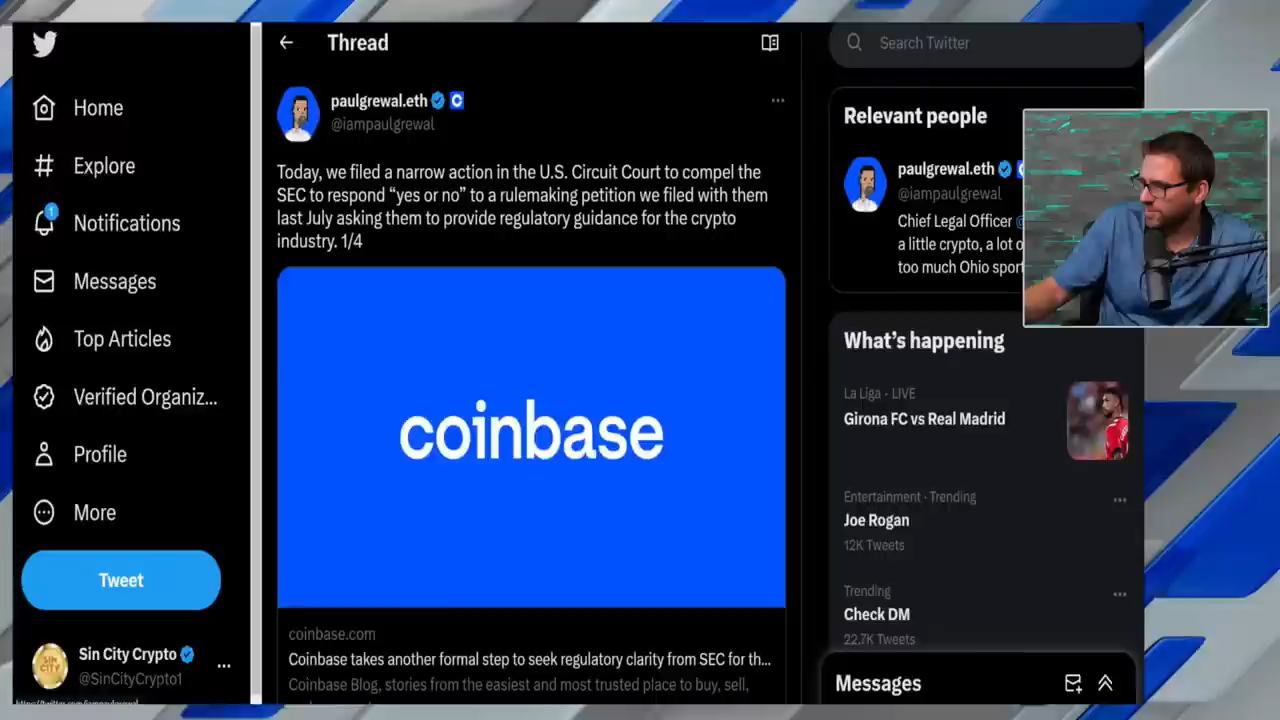 Home
Explore
1
Notifications
Messages
Top Articles
Verified Organiz...
Profile
More
Tweet
SIN CITY
Sin City Crypto
@SinCityCrypto1
Thread
paulgrewal.eth
@iampaulgrewal
Today, we filed a narrow action in the U.S. Circuit Court to compel the
SEC to respond “yes or no” to a rulemaking petition we filed with them
last July asking them to provide regulatory guidance for the crypto
industry. 1/4
coinbase
coinbase.com
Coinbase takes another formal step to seek regulatory clarity from SEC for th...
Coinbase Blog, stories from the easiest and most trusted place to buy, sell,
Search Twitter
Relevant people
paulgrewal.eth
@iampaulgrewal
Chief Legal Officer @
a little crypto, a lot o
too much Ohio sport
What’s happening
La Liga · LIVE
Girona FC vs Real Madrid
Entertainment · Trending
Joe Rogan
12K Tweets
Trending
Check DM
22.7K Tweets
Messages